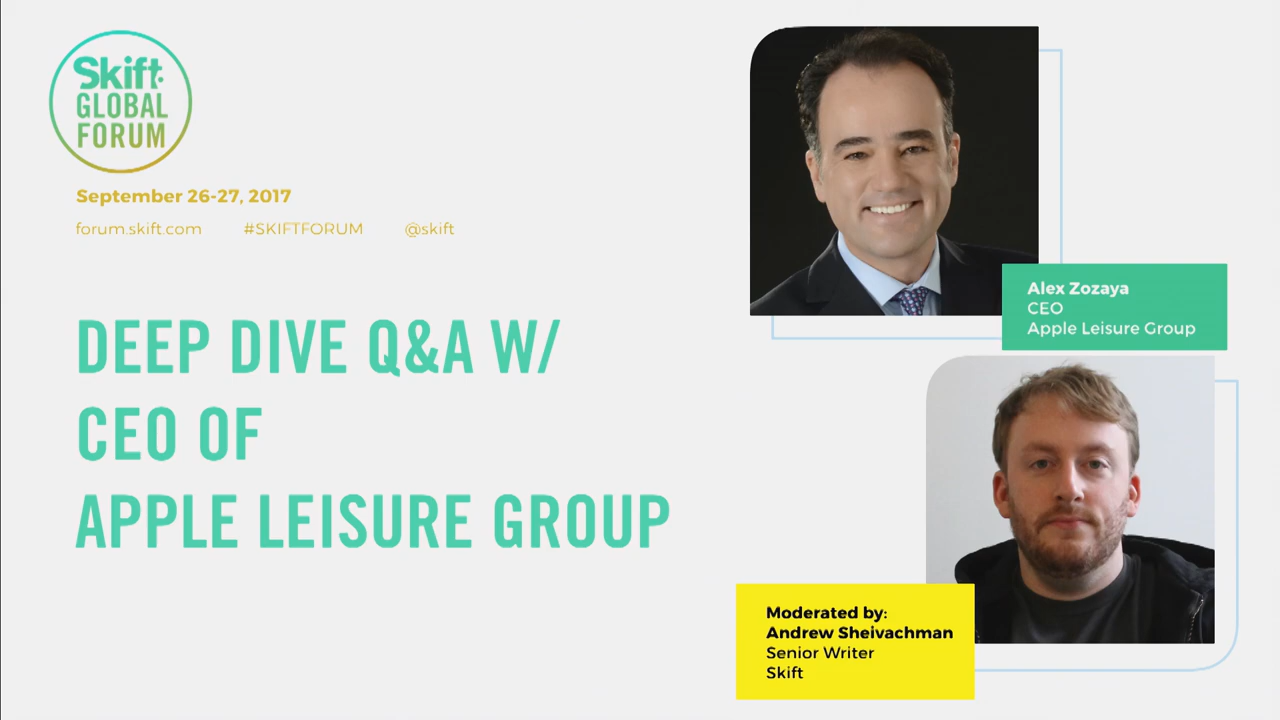 Skift.
GLOBAL
FORUM
September 26-27, 2017
forum.skift.com #SKIFTFORUM @skift
DEEP DIVE Q&A W/
CEO OF
APPLE LEISURE GROUP
Alex Zozaya
CEO
Apple Leisure Group
Moderated by:
Andrew Sheivachman
Senior Writer
Skift